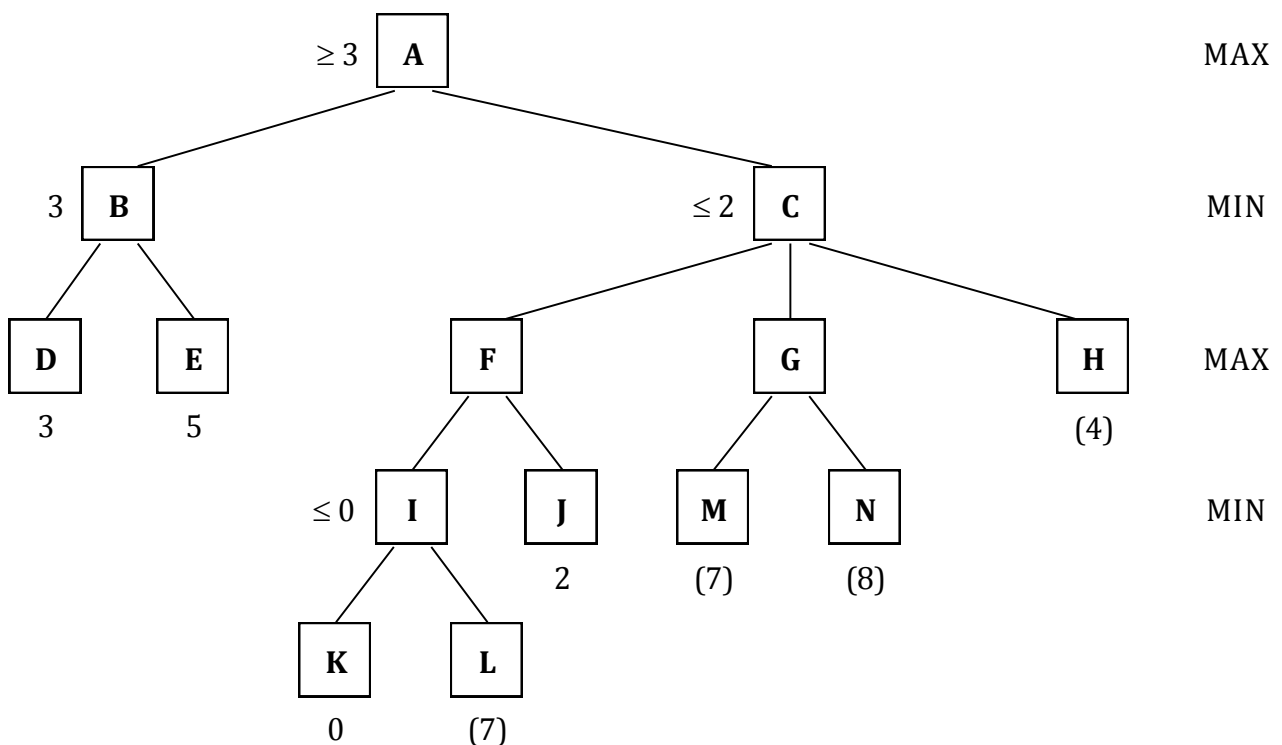 ≥ 3 A MAX
3 B ≤ 2 C MIN
D E F G H MAX
3 5 (4)
≤ 0 I J M N MIN
2 (7) (8)
K L
0 (7)